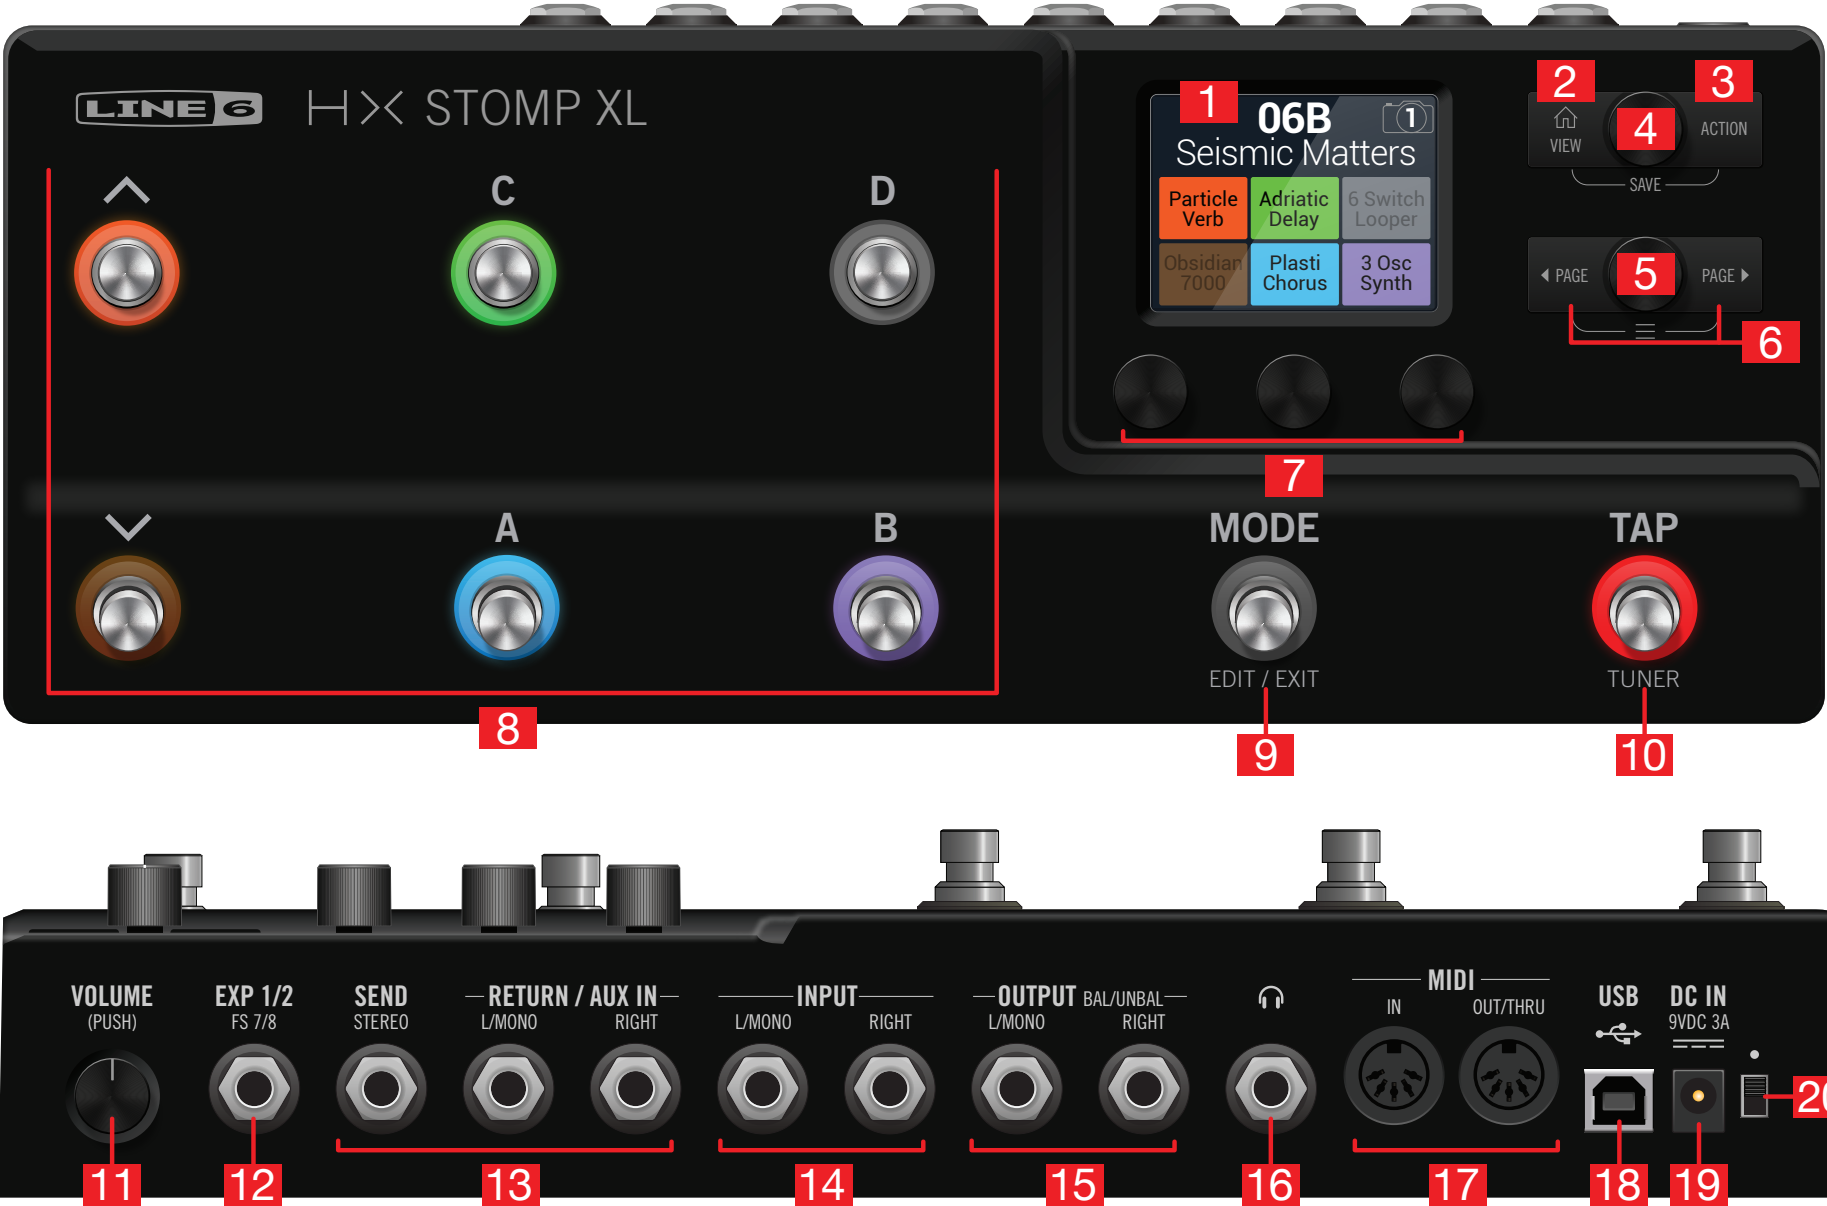 LINE 6 HX STOMP XL
1 06B 1
Seismic Matters
Particle Verb
Adriatic Delay
6 Switch Looper
Obsidian 7000
Plasti Chorus
3 Osc Synth
2 4 3
VIEW ACTION
SAVE
PAGE 5 PAGE
6
7
C D
A B MODE TAP
EDIT / EXIT TUNER
8 9 10
VOLUME (PUSH)
EXP 1/2
FS 7/8
SEND
STEREO
RETURN / AUX IN
L/MONO RIGHT
INPUT
L/MONO RIGHT
OUTPUT BAL/UNBAL
L/MONO RIGHT
MIDI
IN OUT/THRU
USB
DC IN
9VDC 3A
20
11 12 13 14 15 16 17 18 19